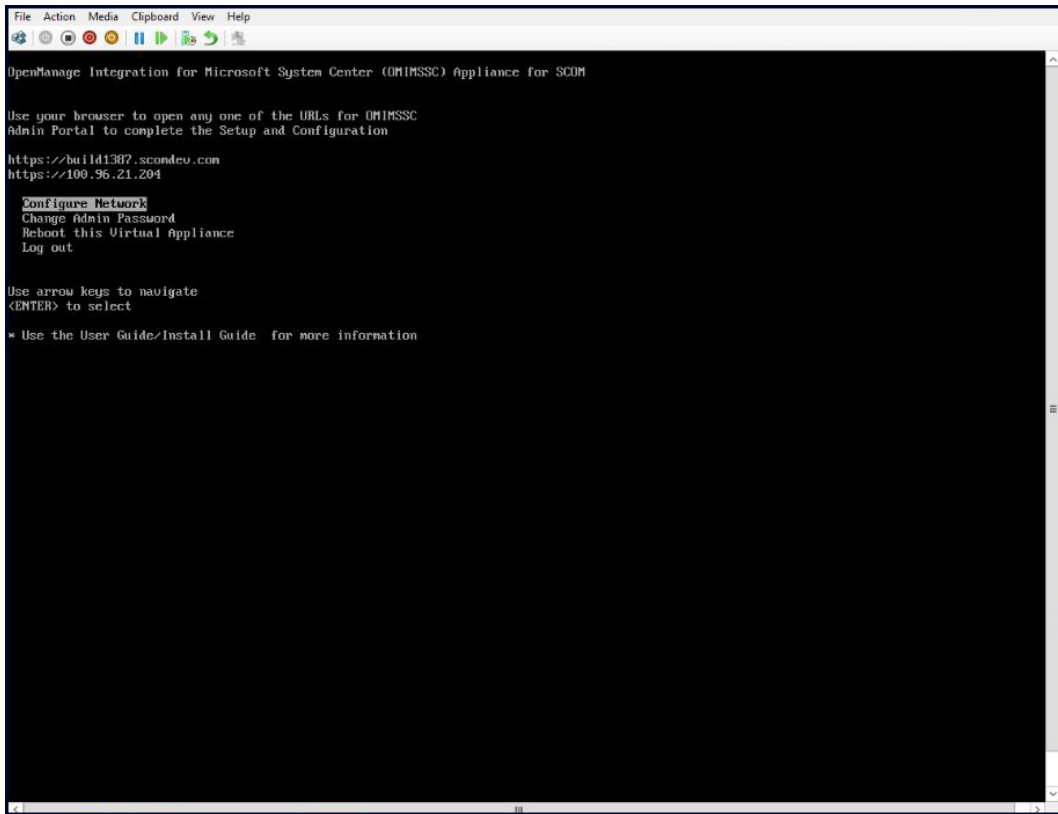 File Action Media Clipboard View Help
OpenManage Integration for Microsoft System Center (OMIMSSC) Appliance for SCOM
Use your browser to open any one of the URLs for OMIMSSC
Admin Portal to complete the Setup and Configuration
https://build1387.scomdev.com
https://100.96.21.204
Configure Network
Change Admin Password
Reboot this Virtual Appliance
Log out
Use arrow keys to navigate
<ENTER> to select
* Use the User Guide/Install Guide for more information